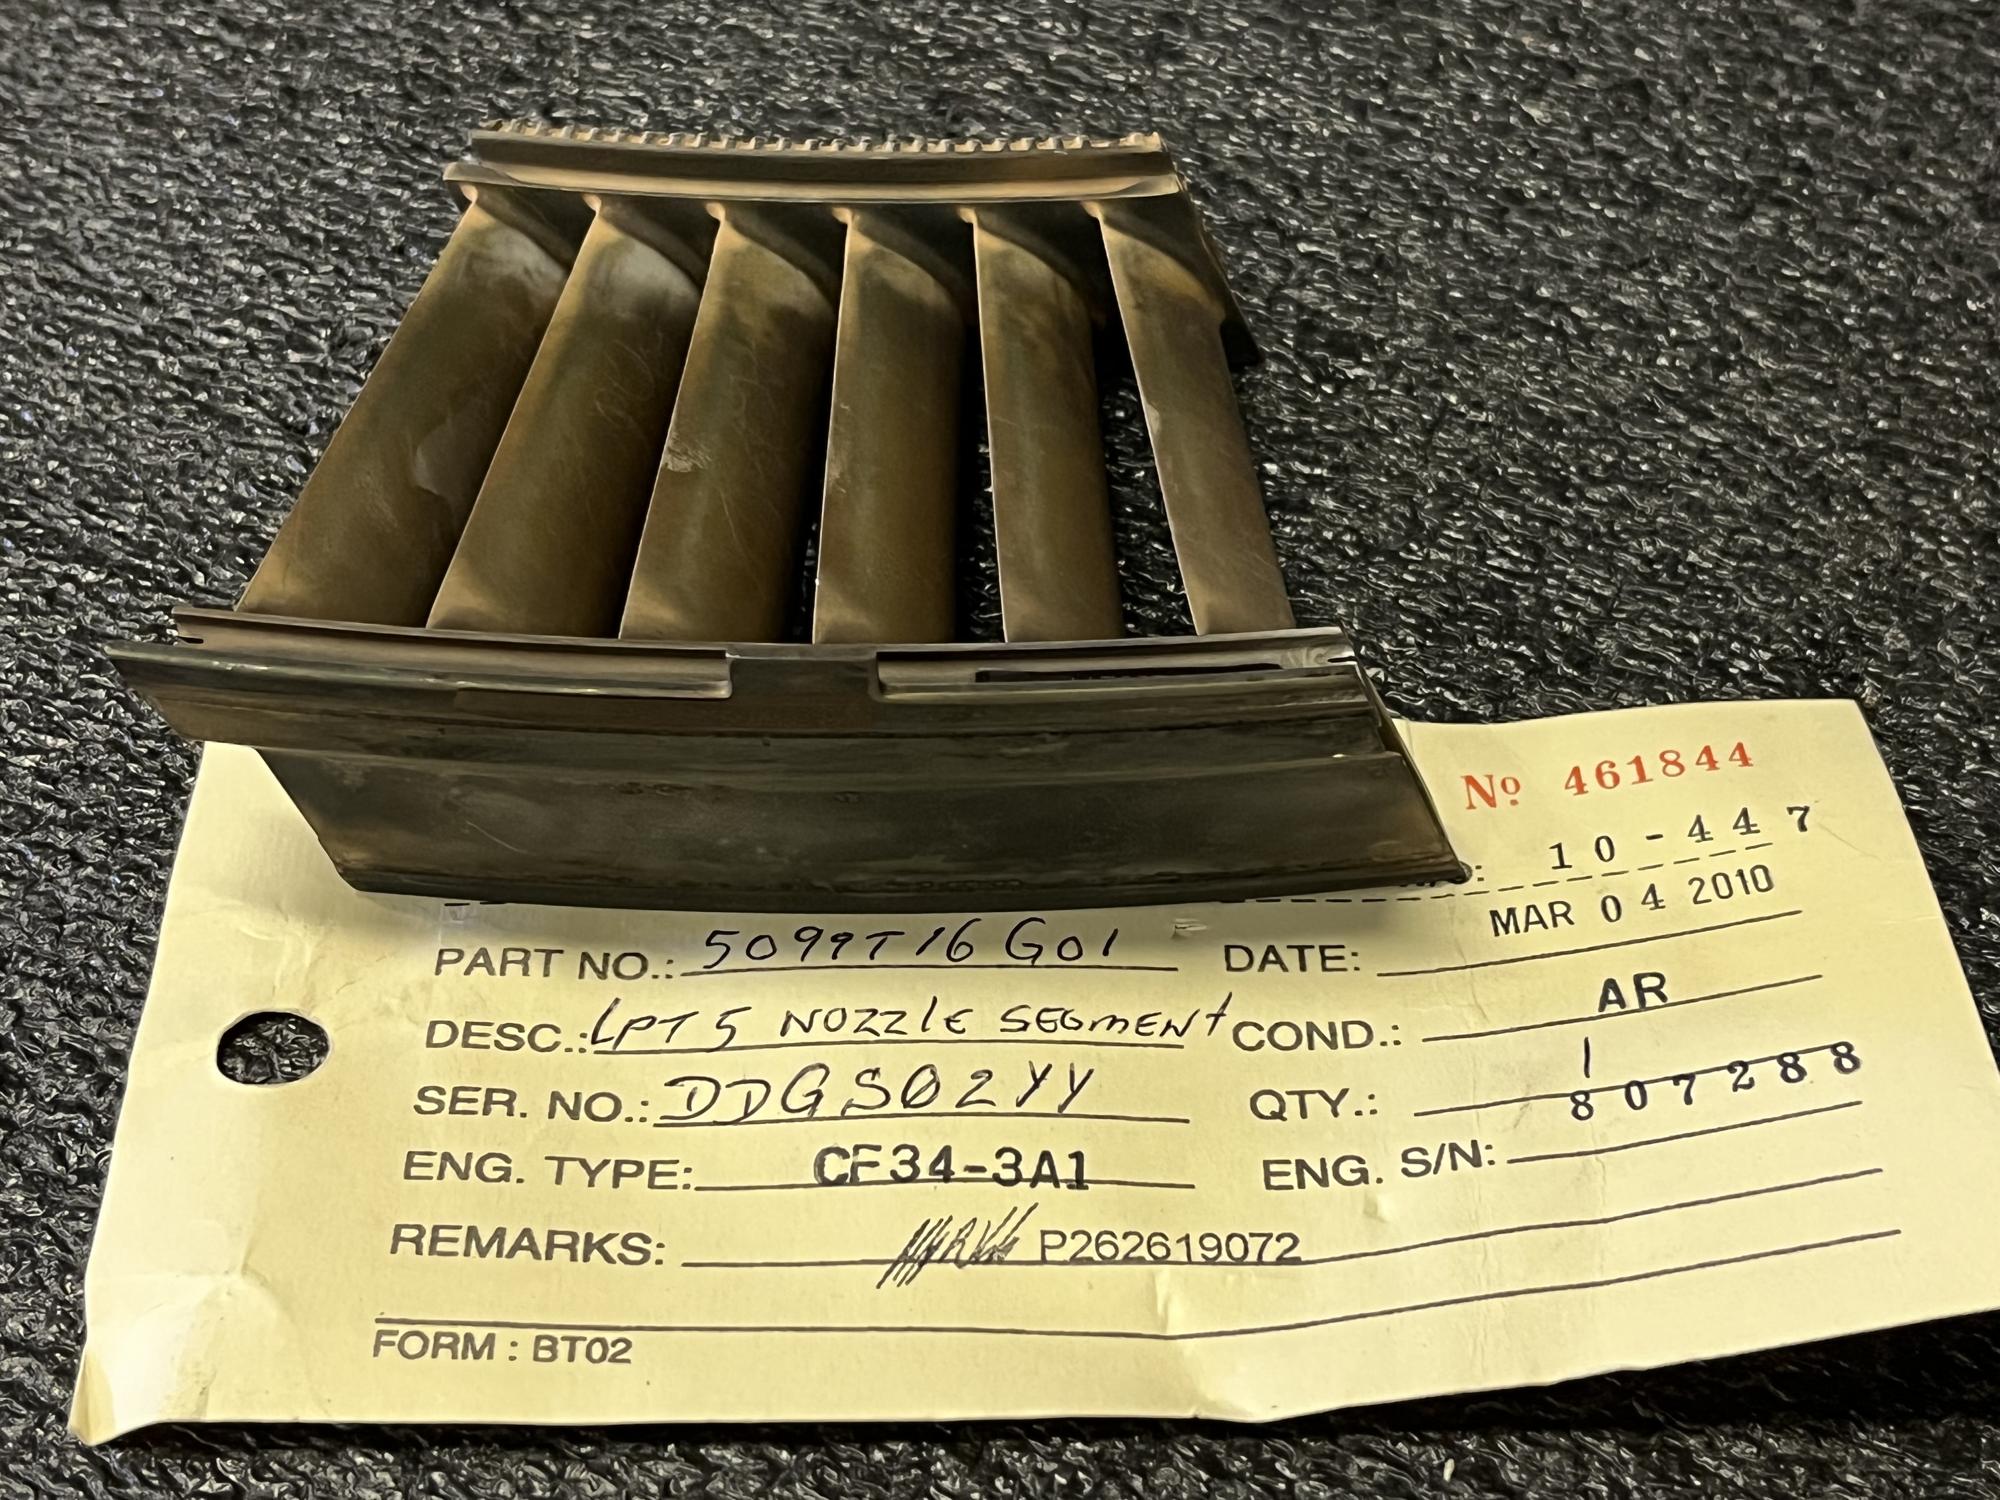 Nº 461844
10-447
PART NO.: 5099T16G01 DATE: MAR 04 2010
DESC.: LPT 5 NOZZLE SEGMENT COND.: AR
SER. NO.: DDGS02YY QTY.: 1
ENG. TYPE: CF34-3A1 ENG. S/N: 807288
REMARKS: P262619072
FORM : BT02